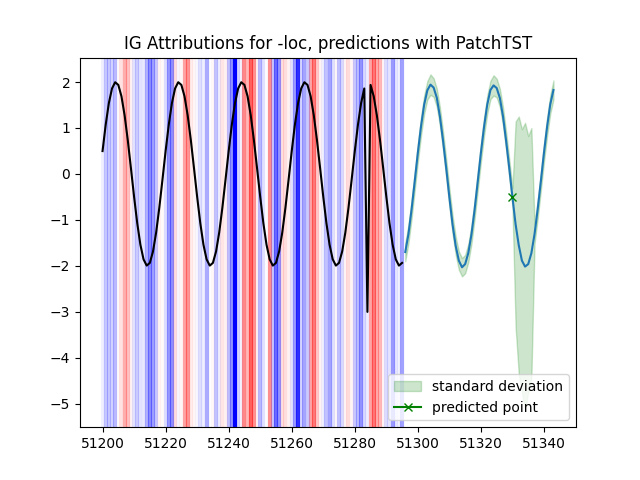 IG Attributions for -loc, predictions with PatchTST
2
1
0
−1
−2
−3
−4
−5
standard deviation
predicted point
51200 51220 51240 51260 51280 51300 51320 51340